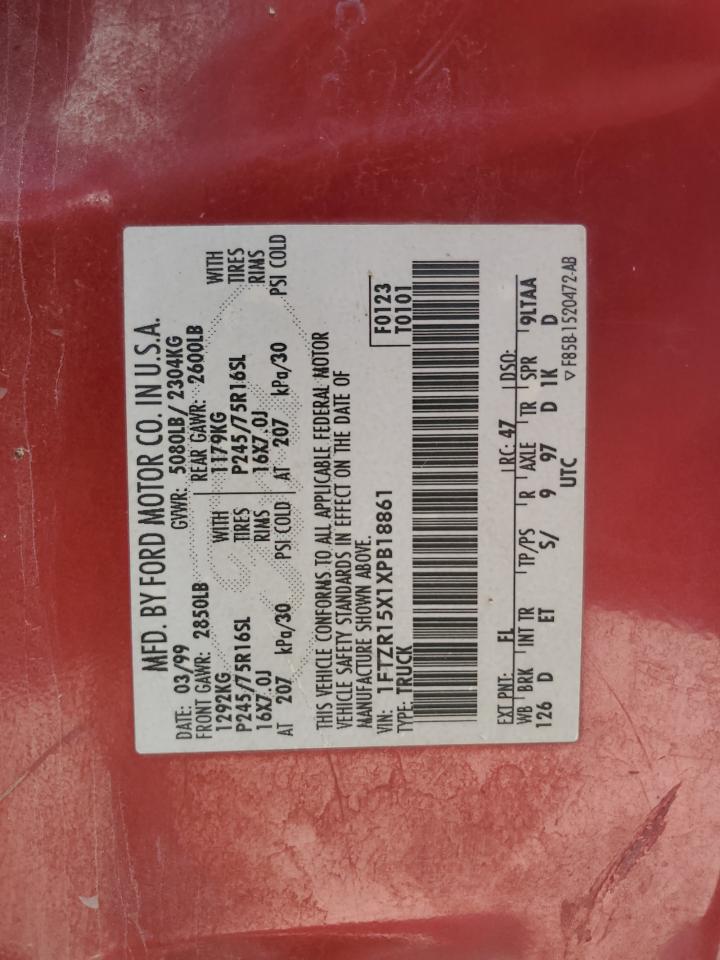 MFD. BY FORD MOTOR CO. IN U.S.A.
DATE: 03/99 GVWR: 5080LB/ 2304KG
FRONT GAWR: 2850LB REAR GAWR: 2600LB
1292KG WITH 1179KG WITH
P245/75R16SL TIRES P245/75R16SL TIRES
16X7.0J RIMS 16X7.0J RIMS
AT 207 kPa/30 PSI COLD AT 207 kPa/30 PSI COLD
THIS VEHICLE CONFORMS TO ALL APPLICABLE FEDERAL MOTOR
VEHICLE SAFETY STANDARDS IN EFFECT ON THE DATE OF
MANUFACTURE SHOWN ABOVE.
VIN: 1FTZR15X1XPB18861 F0123
TYPE: TRUCK T0101
EXT PNT: FL RC: 47 DSO:
WB BRK INT TR TP/PS R AXLE TR SPR 9LTAA
126 D ET S/ 9 97 D 1K D
UTC ▽ F85B-1520472-AB